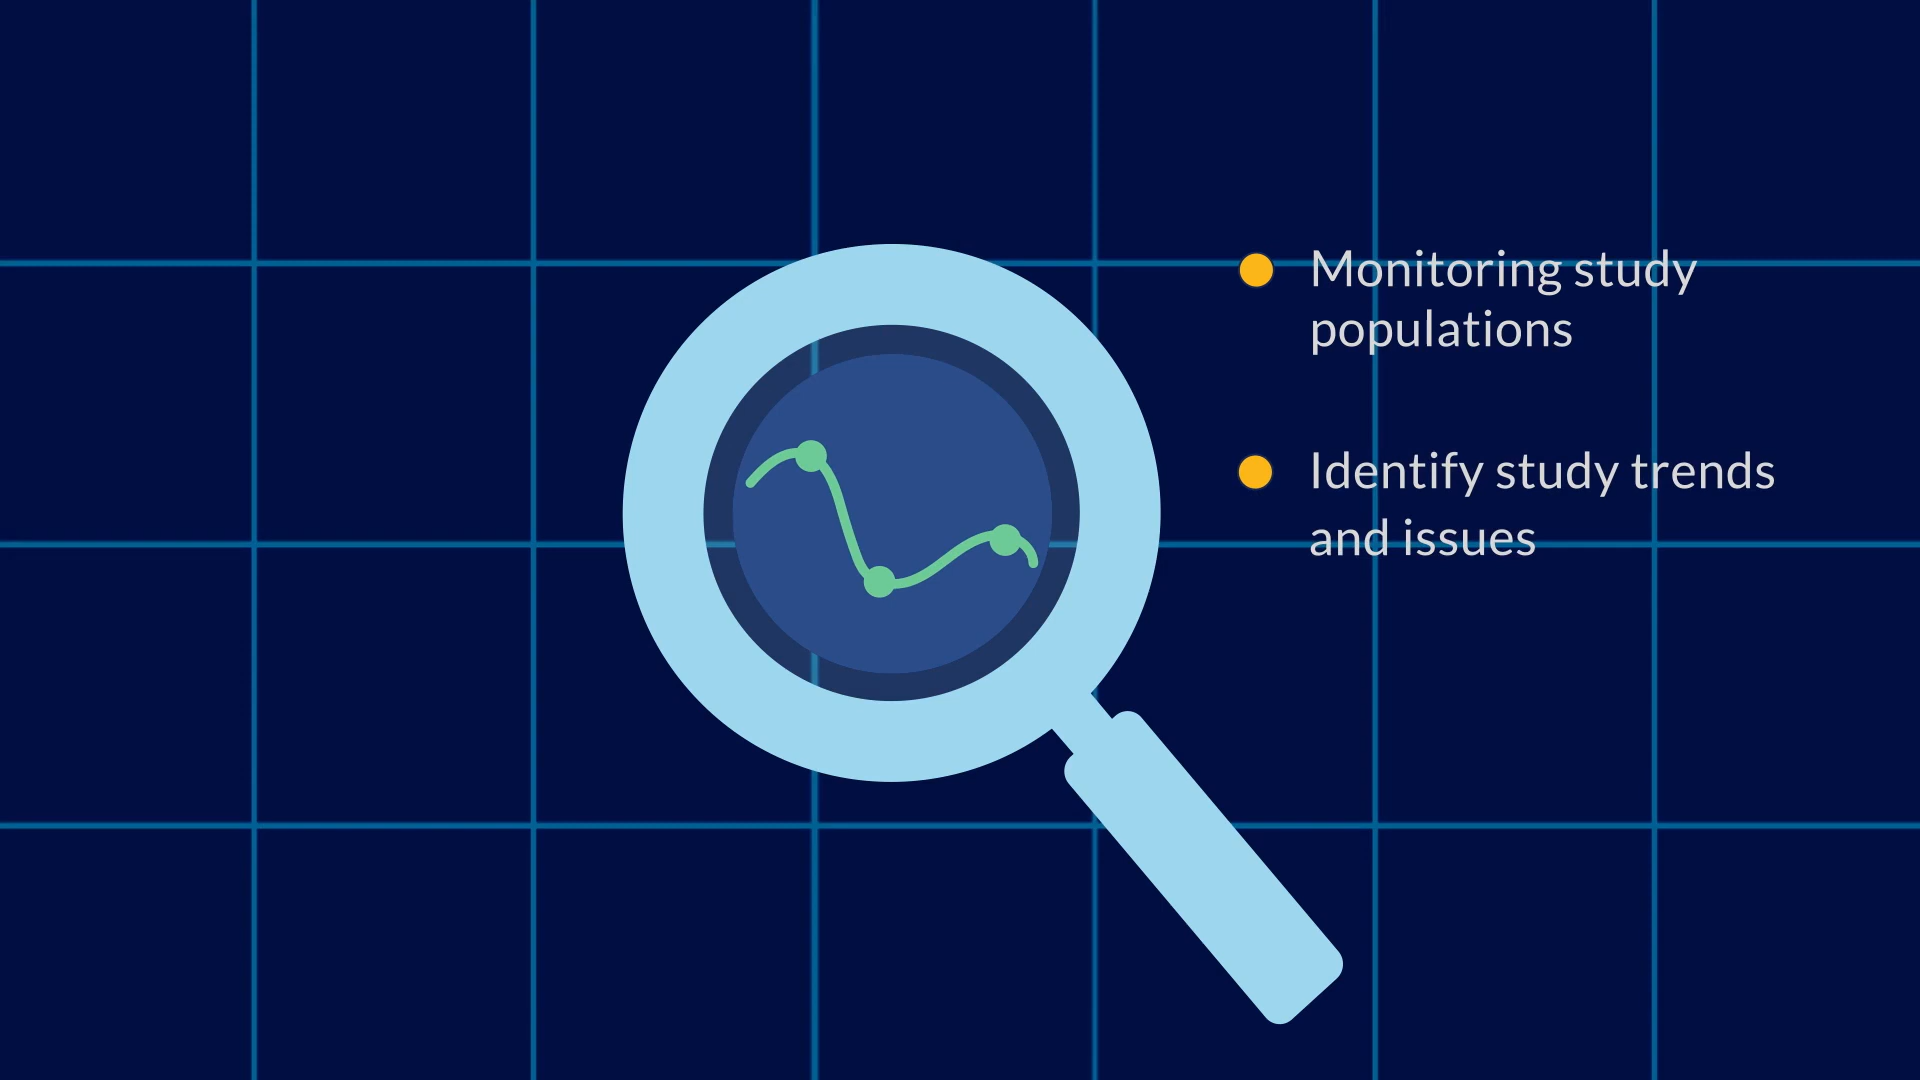 Monitoring study
populations
Identify study trends
and issues